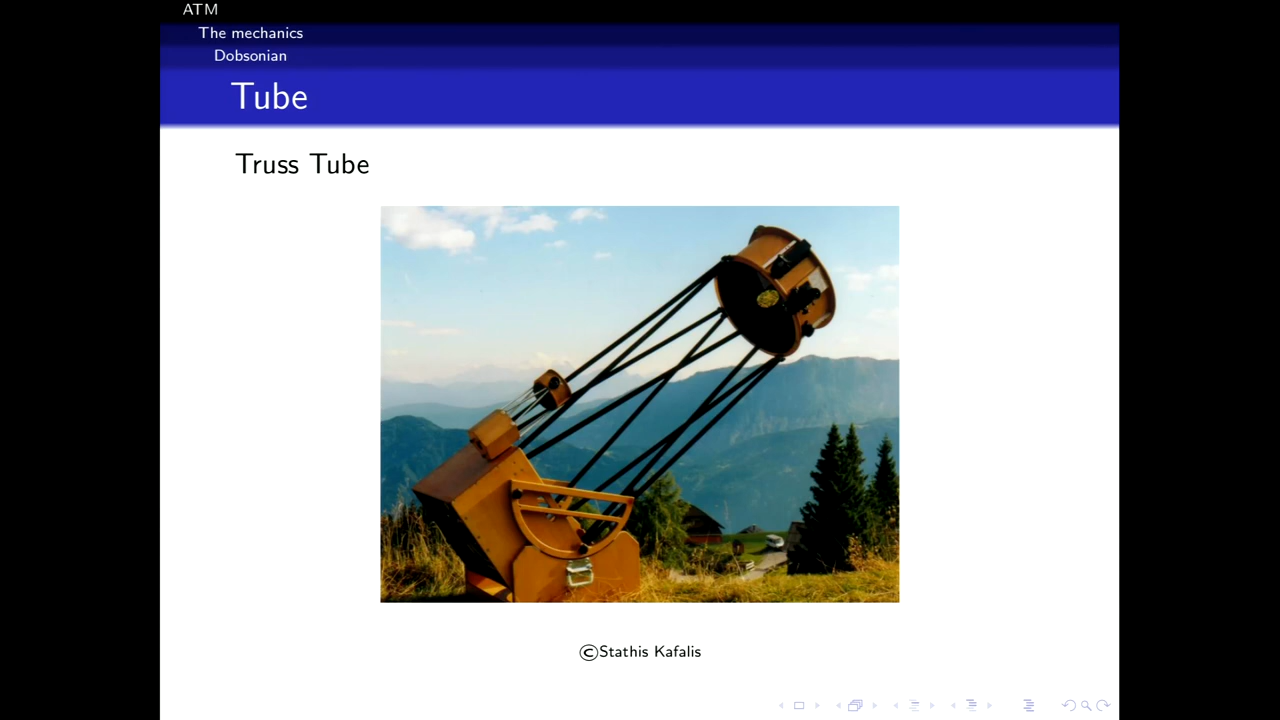 ATM
The mechanics
Dobsonian
Tube
Truss Tube
©Stathis Kafalis